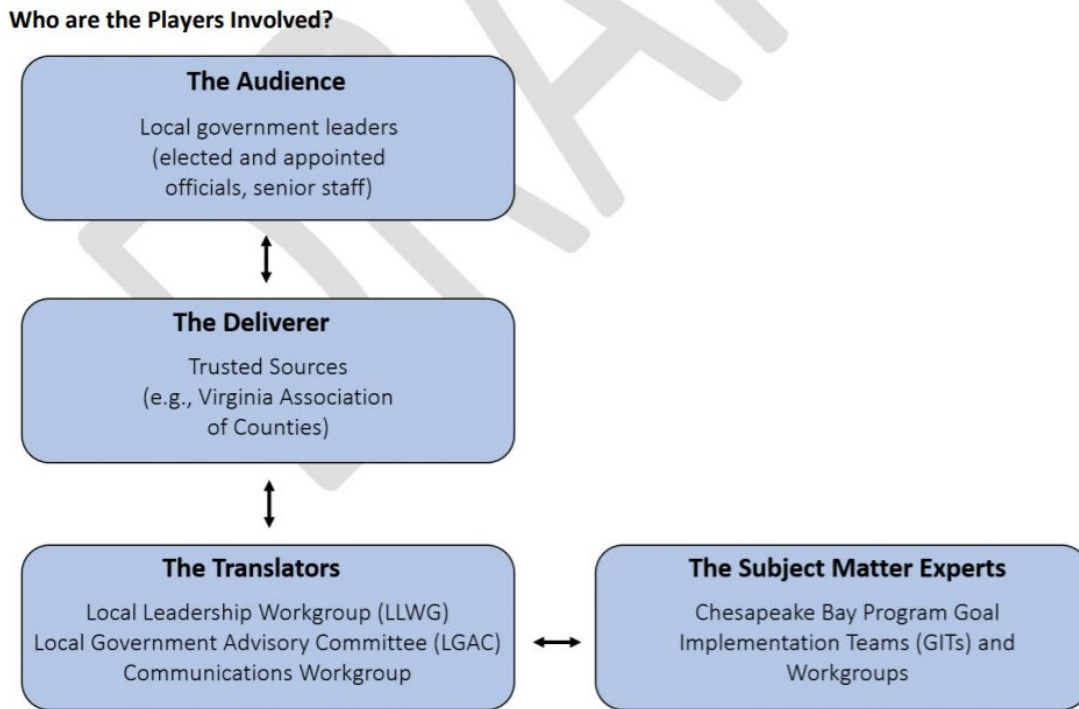 Who are the Players Involved?
The Audience
Local government leaders
(elected and appointed
officials, senior staff)
The Deliverer
Trusted Sources
(e.g., Virginia Association
of Counties)
The Translators
Local Leadership Workgroup (LLWG)
Local Government Advisory Committee (LGAC)
Communications Workgroup
The Subject Matter Experts
Chesapeake Bay Program Goal
Implementation Teams (GITs) and
Workgroups